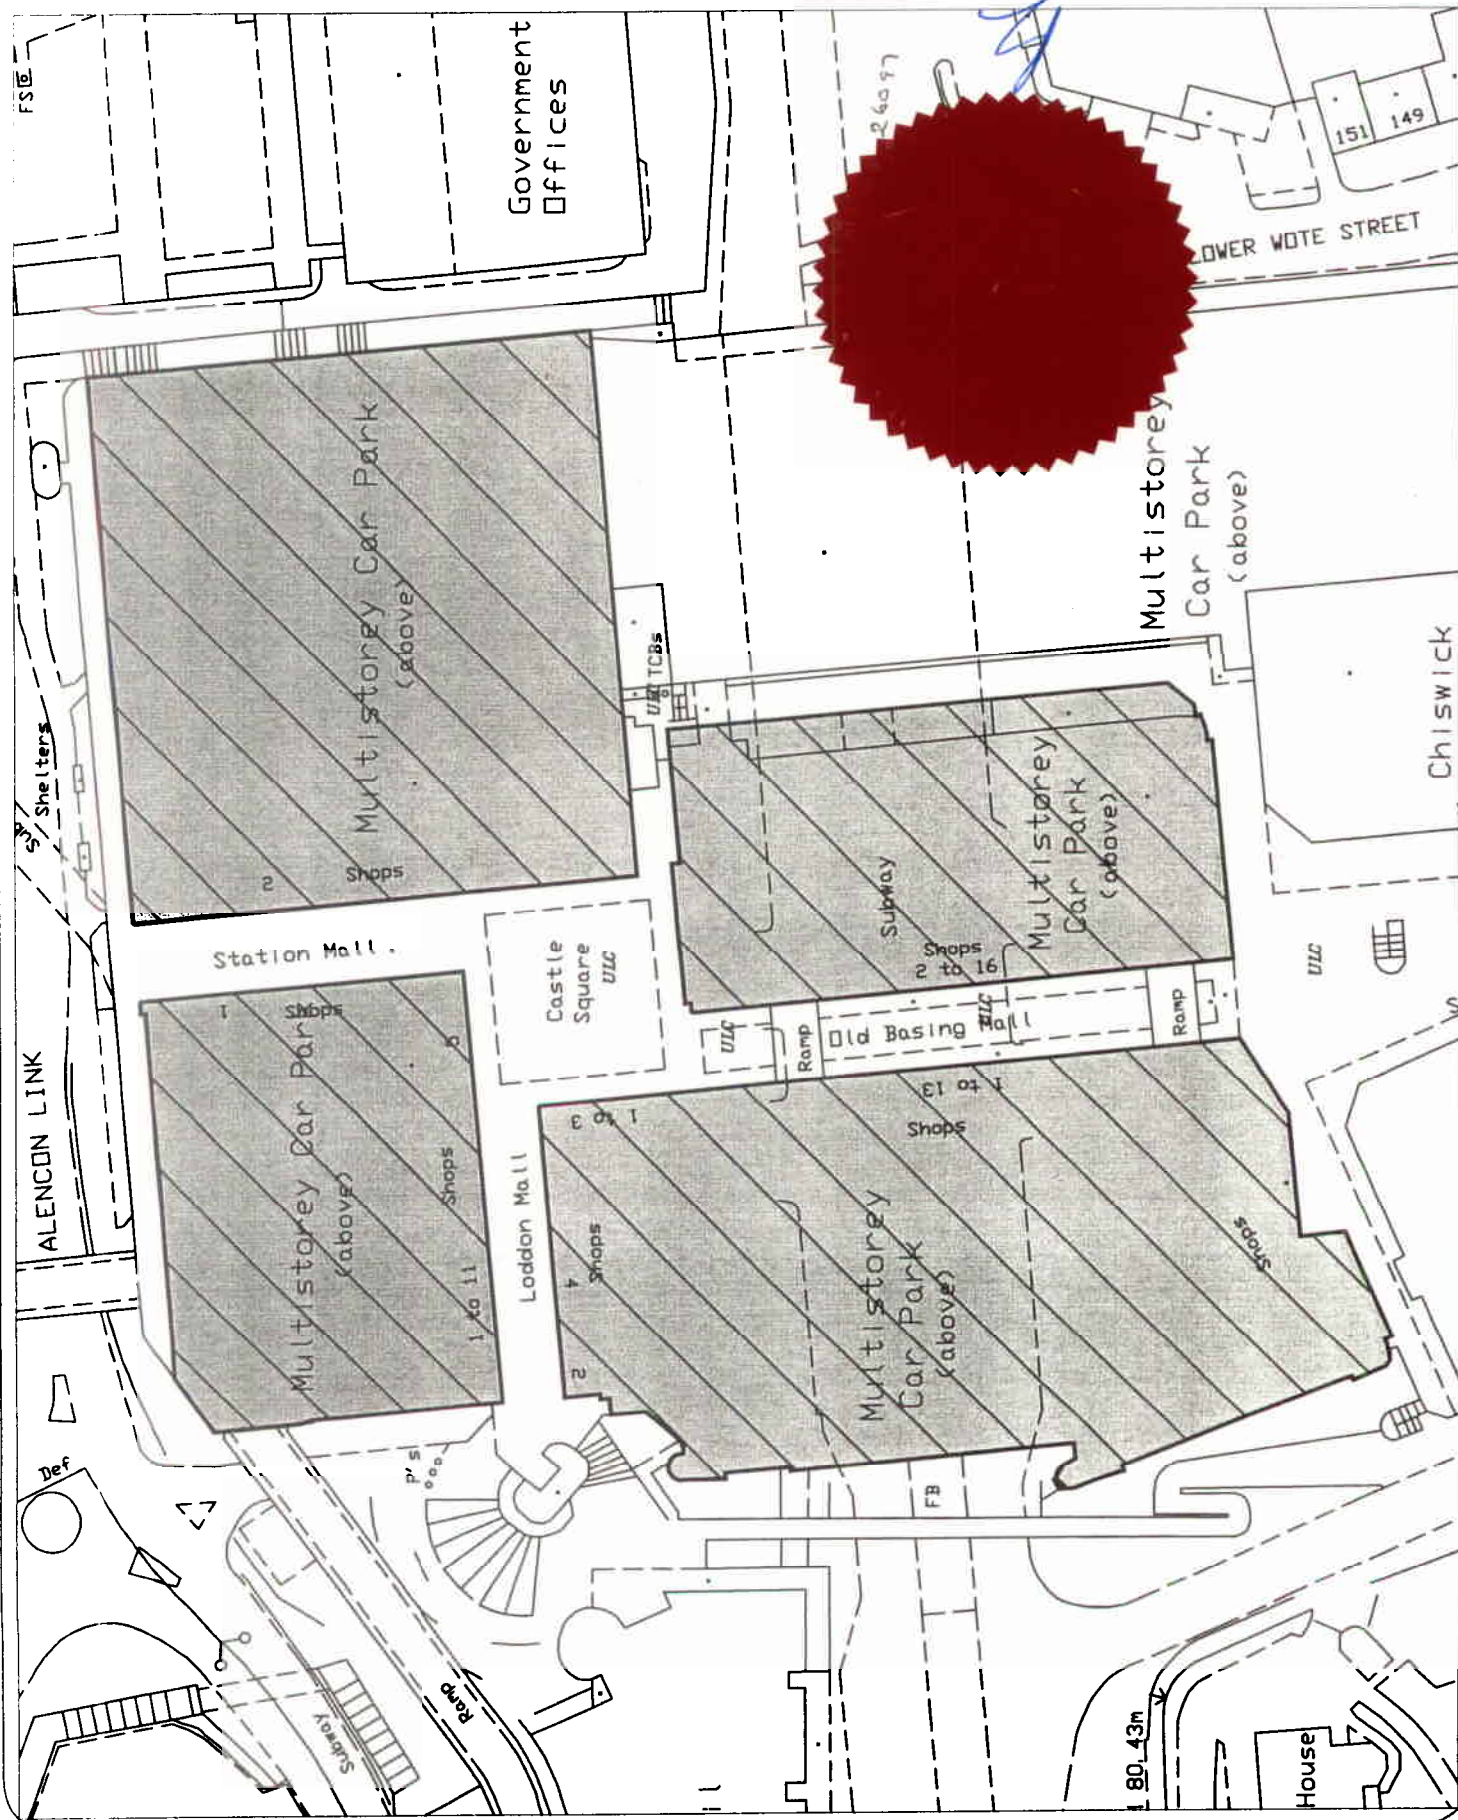 FS
Government
Offices
26097
151
149
LOWER WOTE STREET
Multistorey Car Park
(above)
Shelters
ULC
TCBs
Multistorey
Car Park
(above)
Chiswick
2
Shops
Subway
Multistorey
Car Park
(above)
Shops
2 to 16
Station Mall
Castle
Square
ULC
ULC
1
Shops
5
ULC
Ramp
Old Basing Mall
ULC
Ramp
ALENCON LINK
Multistorey Car Park
(above)
Shops
1 to 11
Loddon Mall
1 to 3
1 to 13
Shops
4
Shops
2
Multistorey
Car Park
(above)
Shops
Def
P's
FB
Subway
Ramp
80.43m
House